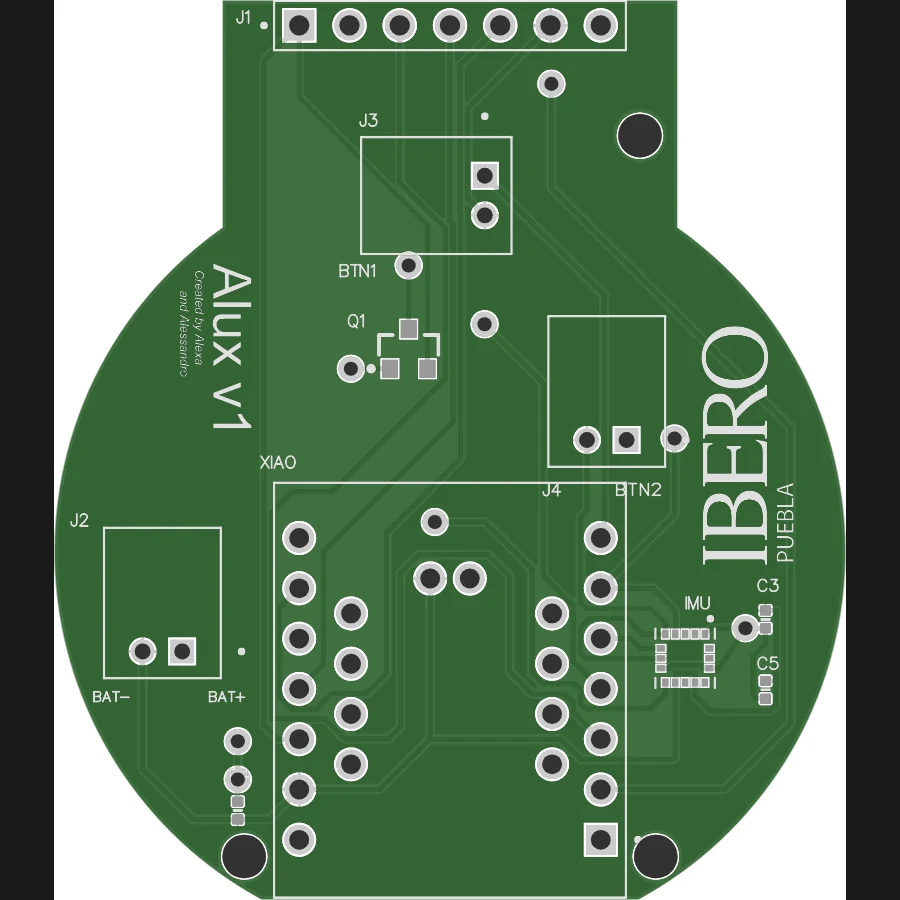 J1
J3
BTN1
Q1
Alux v1
Created by Alexa
and Alessandro
IBERO
PUEBLA
XIAO
J4
BTN2
J2
BAT-
BAT+
IMU
C3
C5